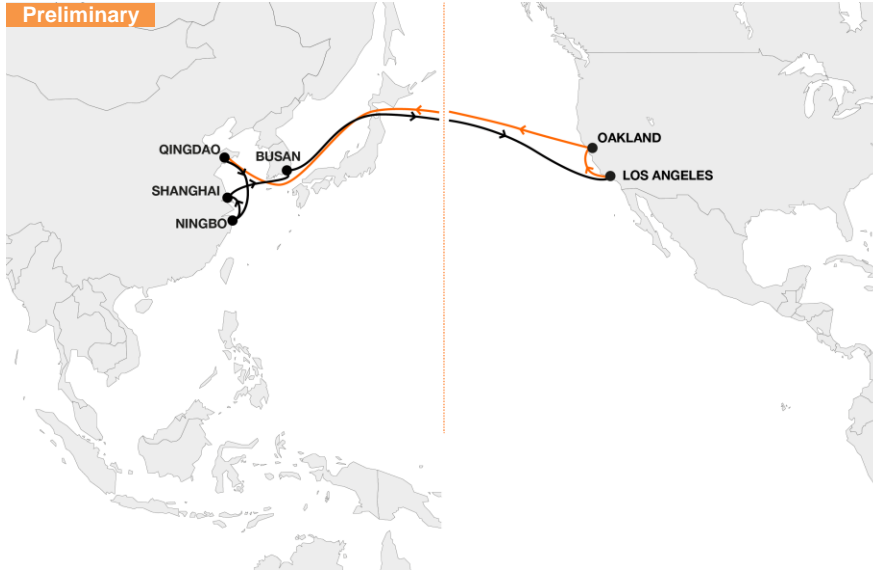 Preliminary
OAKLAND
QINGDAO
BUSAN
LOS ANGELES
SHANGHAI
NINGBO